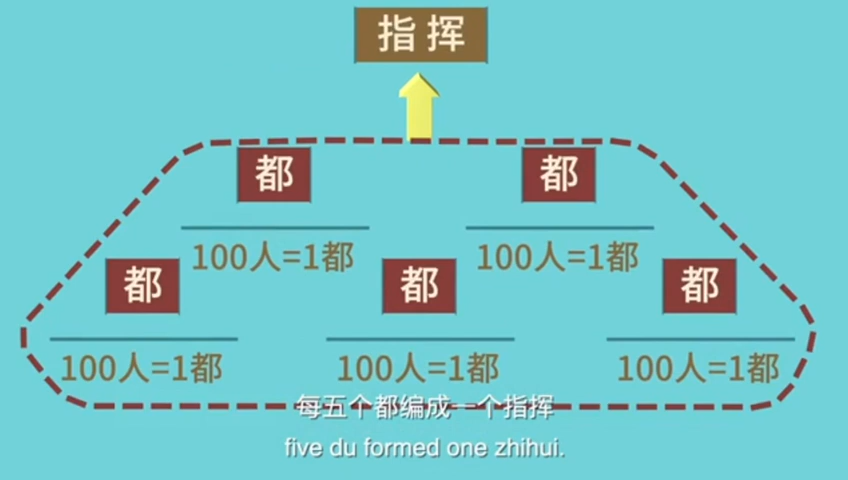 指挥
都
都
100人=1都
100人=1都
都
都
都
100人=1都
100人=1都
100人=1都
每五个都编成一个指挥
five du formed one zhihui.